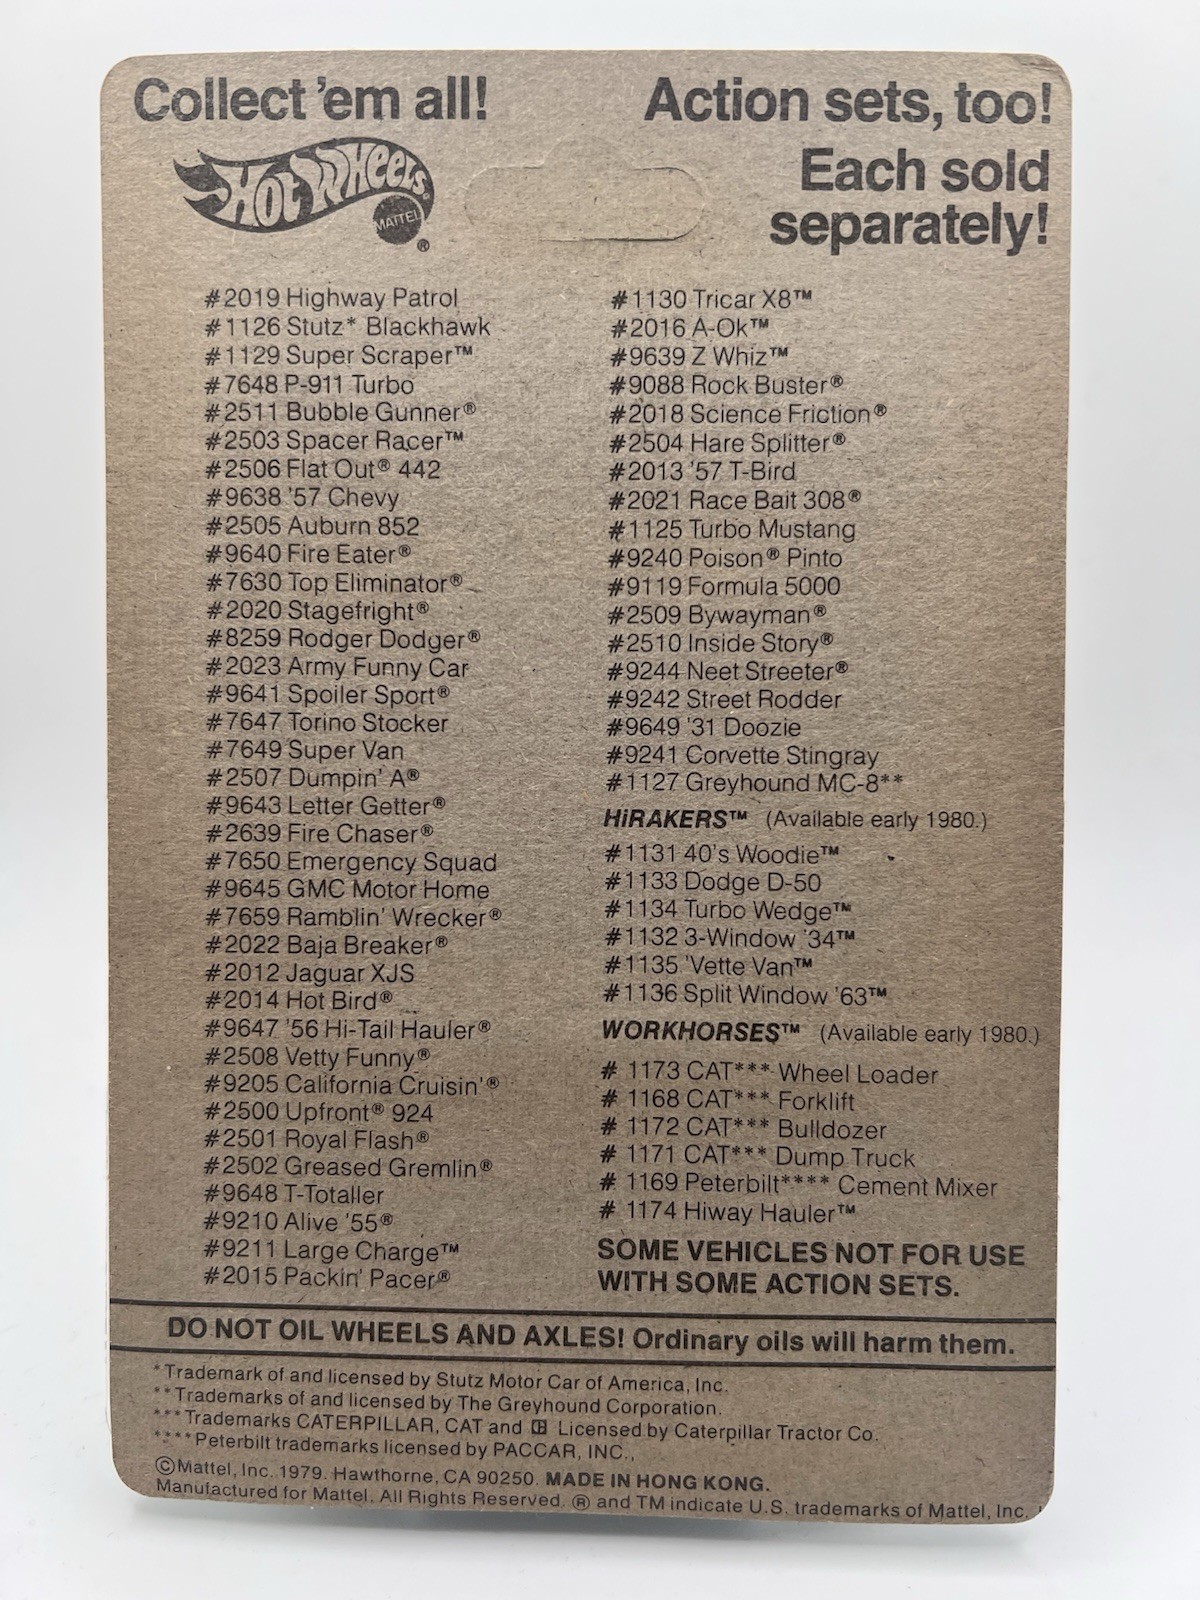 Collect 'em all!
Hot Wheels®
MATTEL
®
#2019 Highway Patrol
#1126 Stutz* Blackhawk
#1129 Super Scraper™
#7648 P-911 Turbo
#2511 Bubble Gunner®
#2503 Spacer Racer™
#2506 Flat Out® 442
#9638 '57 Chevy
#2505 Auburn 852
#9640 Fire Eater®
#7630 Top Eliminator®
#2020 Stagefright®
#8259 Rodger Dodger®
#2023 Army Funny Car
#9641 Spoiler Sport®
#7647 Torino Stocker
#7649 Super Van
#2507 Dumpin' A®
#9643 Letter Getter®
#2639 Fire Chaser®
#7650 Emergency Squad
#9645 GMC Motor Home
#7659 Ramblin' Wrecker®
#2022 Baja Breaker®
#2012 Jaguar XJS
#2014 Hot Bird®
#9647 '56 Hi-Tail Hauler®
#2508 Vetty Funny®
#9205 California Cruisin'®
#2500 Upfront® 924
#2501 Royal Flash®
#2502 Greased Gremlin®
#9648 T-Totaller
#9210 Alive '55®
#9211 Large Charge™
#2015 Packin' Pacer®
Action sets, too!
Each sold
separately!
#1130 Tricar X8™
#2016 A-Ok™
#9639 Z Whiz™
#9088 Rock Buster®
#2018 Science Friction®
#2504 Hare Splitter®
#2013 '57 T-Bird
#2021 Race Bait 308®
#1125 Turbo Mustang
#9240 Poison® Pinto
#9119 Formula 5000
#2509 Bywayman®
#2510 Inside Story®
#9244 Neet Streeter®
#9242 Street Rodder
#9649 '31 Doozie
#9241 Corvette Stingray
#1127 Greyhound MC-8**
HiRAKERS™ (Available early 1980.)
#1131 40's Woodie™
#1133 Dodge D-50
#1134 Turbo Wedge™
#1132 3-Window '34™
#1135 'Vette Van™
#1136 Split Window '63™
WORKHORSES™ (Available early 1980.)
# 1173 CAT*** Wheel Loader
# 1168 CAT*** Forklift
# 1172 CAT*** Bulldozer
# 1171 CAT*** Dump Truck
# 1169 Peterbilt**** Cement Mixer
# 1174 Hiway Hauler™
SOME VEHICLES NOT FOR USE
WITH SOME ACTION SETS.
DO NOT OIL WHEELS AND AXLES! Ordinary oils will harm them.
*Trademark of and licensed by Stutz Motor Car of America, Inc.
**Trademarks of and licensed by The Greyhound Corporation.
***Trademarks CATERPILLAR, CAT and Licensed by Caterpillar Tractor Co.
****Peterbilt trademarks licensed by PACCAR, INC.,
©Mattel, Inc. 1979. Hawthorne, CA 90250. MADE IN HONG KONG.
Manufactured for Mattel. All Rights Reserved. ® and TM indicate U.S. trademarks of Mattel, Inc.